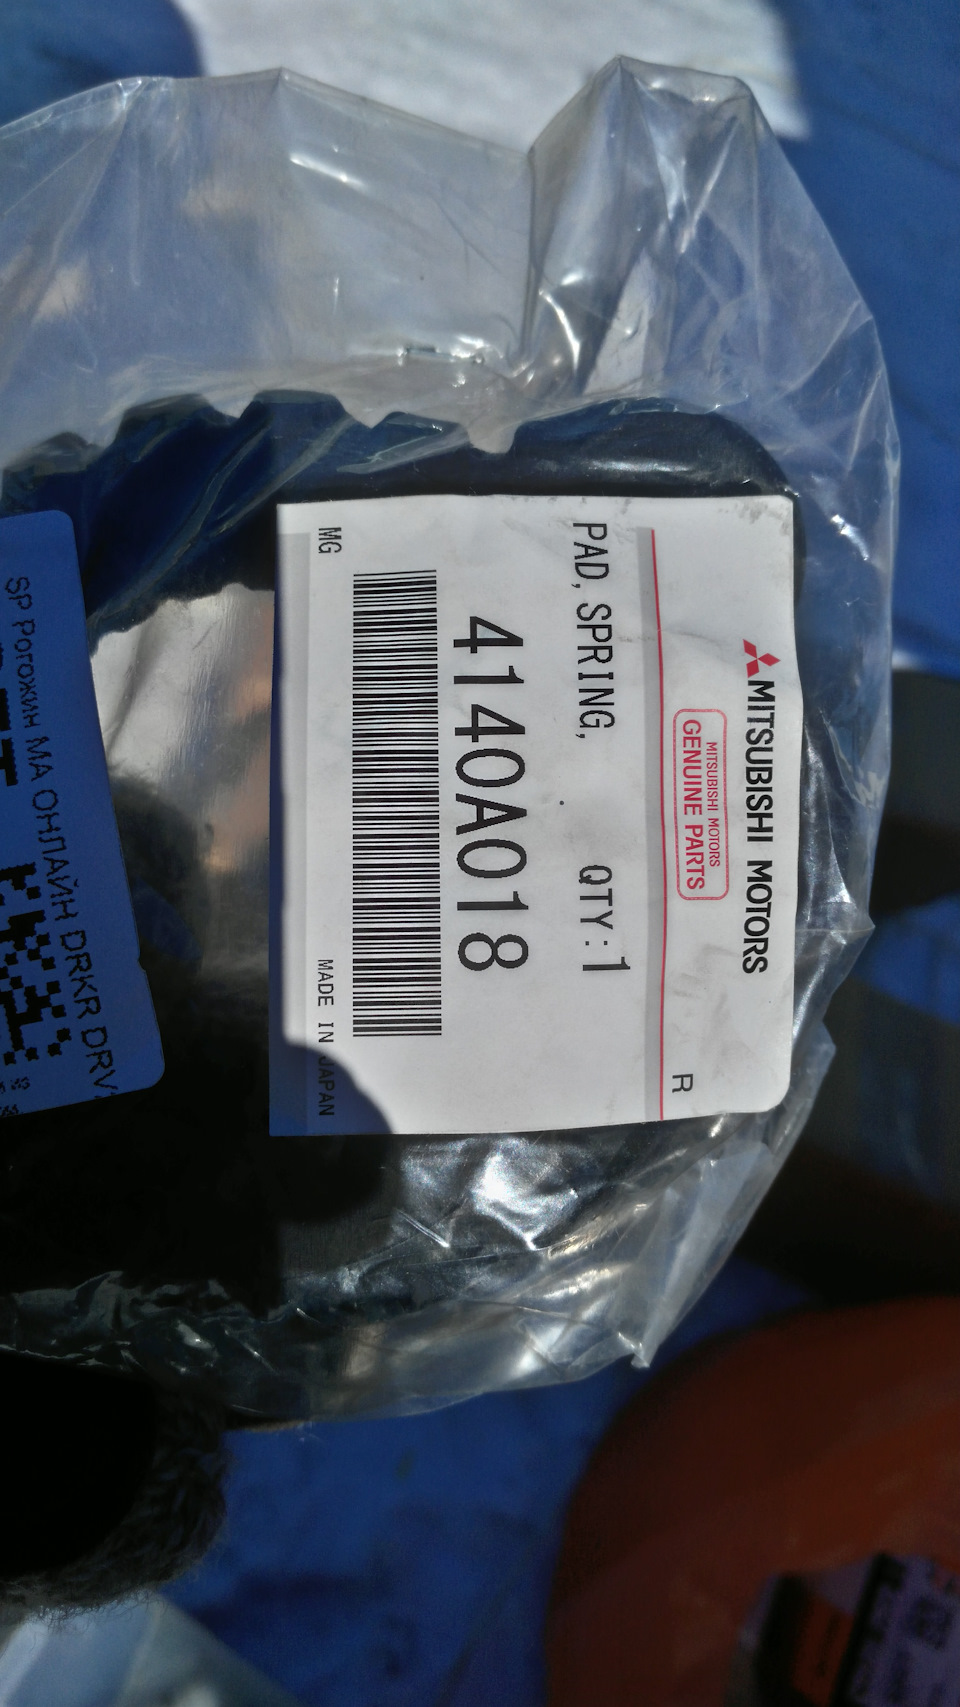 MITSUBISHI MOTORS
MITSUBISHI MOTORS
GENUINE PARTS
R
PAD, SPRING,
QTY:1
4140A018
MG
MADE IN JAPAN
SP Рогожин МА ОНЛАЙН DRKR DRV